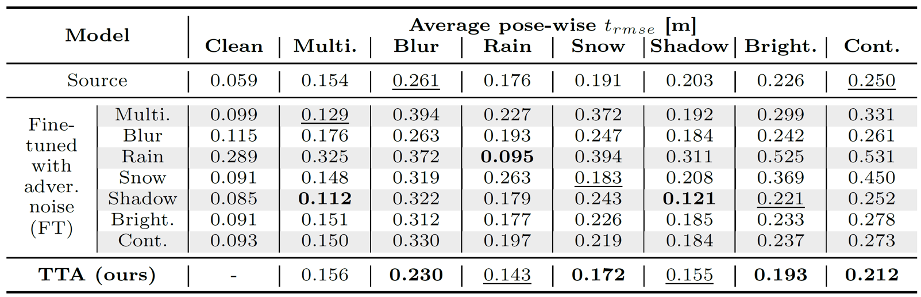 Model Average pose-wise t_rmse [m]
Clean Multi. Blur Rain Snow Shadow Bright. Cont.
Source 0.059 0.154 0.261 0.176 0.191 0.203 0.226 0.250
Fine-tuned with adver. noise (FT)
Multi. 0.099 0.129 0.394 0.227 0.372 0.192 0.299 0.331
Blur 0.115 0.176 0.263 0.193 0.247 0.184 0.242 0.261
Rain 0.289 0.325 0.372 0.095 0.394 0.311 0.525 0.531
Snow 0.091 0.148 0.319 0.263 0.183 0.208 0.369 0.450
Shadow 0.085 0.112 0.322 0.179 0.243 0.121 0.221 0.252
Bright. 0.091 0.151 0.312 0.177 0.226 0.185 0.233 0.278
Cont. 0.093 0.150 0.330 0.197 0.219 0.184 0.237 0.273
TTA (ours) - 0.156 0.230 0.143 0.172 0.155 0.193 0.212